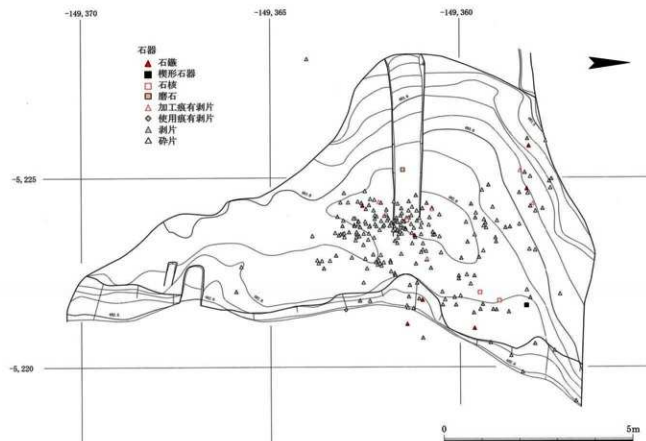 -149,370
-149,365
-149,360
石器
石鏃
楔形石器
石核
磨石
加工痕有剥片
使用痕有剥片
剥片
砕片
-5,225
-5,220
0
5m